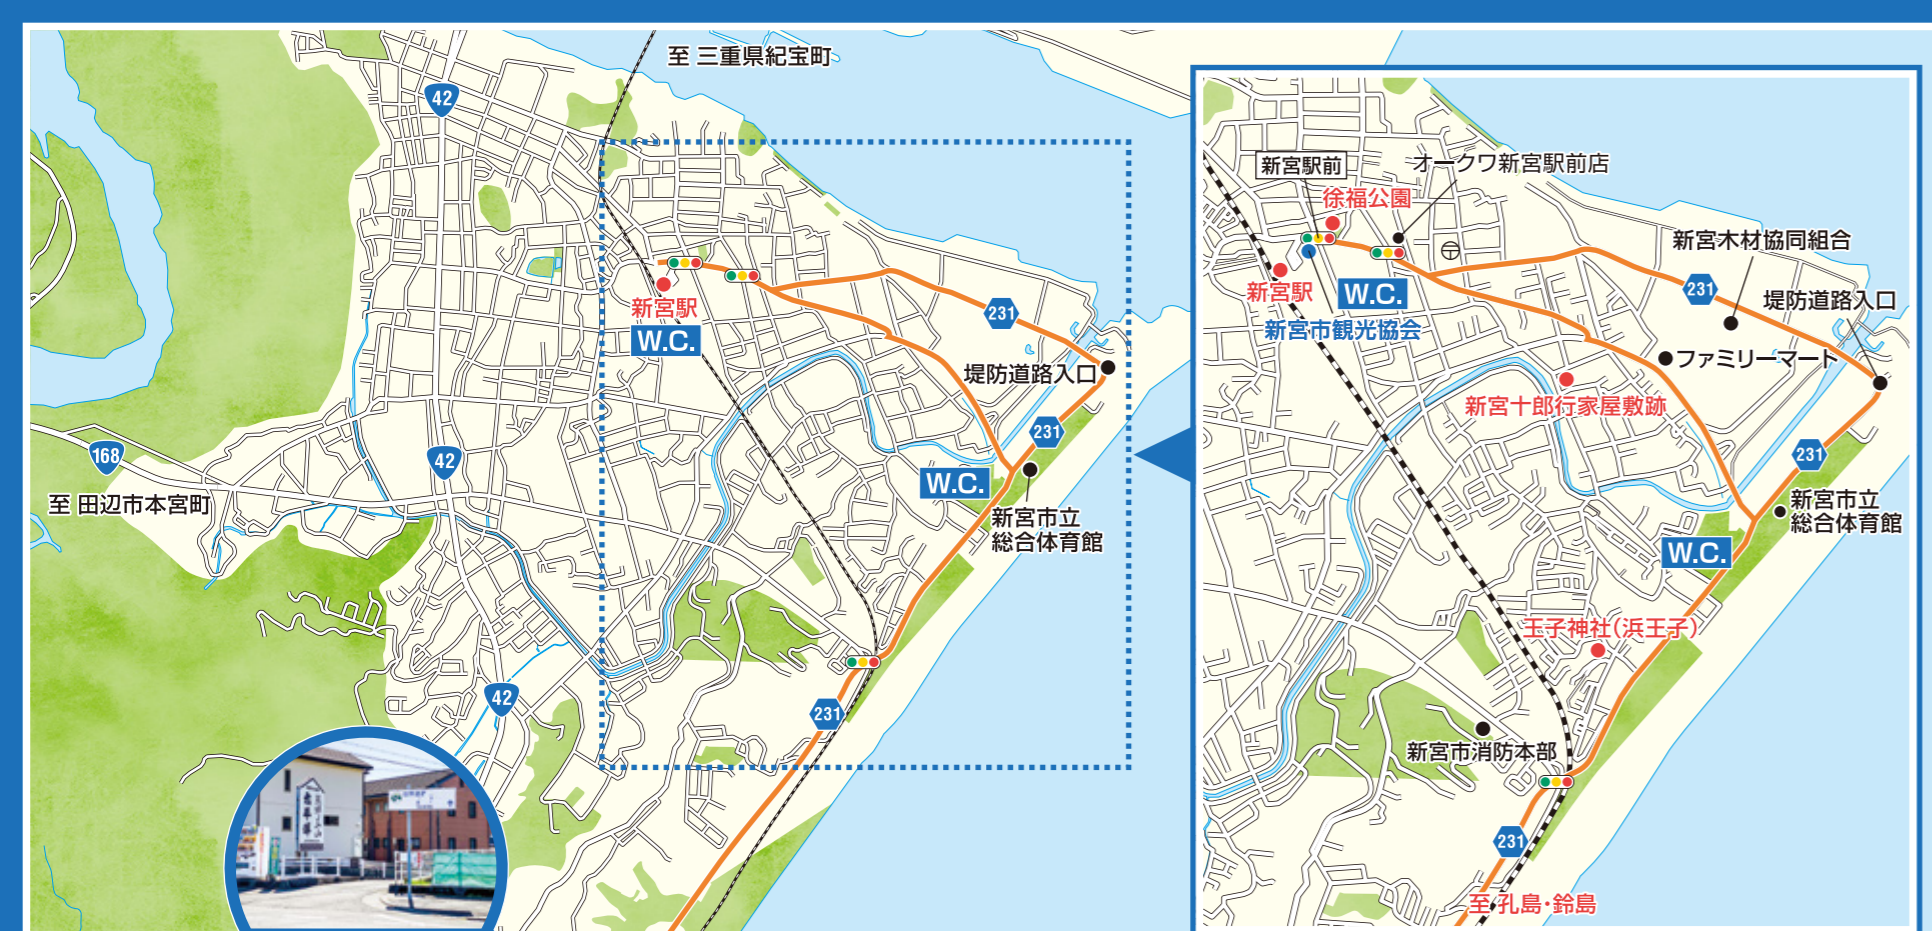 至 三重県紀宝町
42
新宮駅
W.C.
231
堤防道路入口
231
168
42
W.C.
至 田辺市本宮町
新宮市立
総合体育館
42
231
新宮駅前
オークワ新宮駅前店
徐福公園
新宮木材協同組合
新宮駅
W.C.
231
堤防道路入口
新宮市観光協会
ファミリーマート
新宮十郎行家屋敷跡
231
新宮市立
総合体育館
W.C.
王子神社(浜王子)
新宮市消防本部
231
至 孔島・鈴島